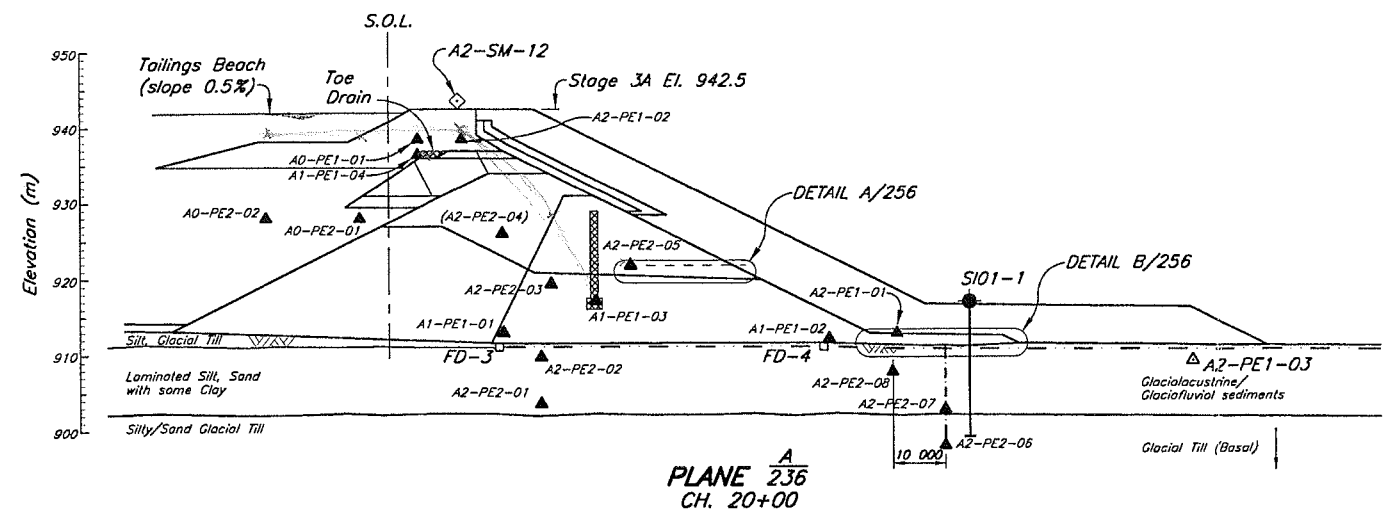 S.O.L.
A2-SM-12
950
Tailings Beach
(slope 0.5%)
Toe
Drain
Stage 3A El. 942.5
940
A2-PE1-02
A0-PE1-01
A1-PE1-04
DETAIL A/256
930
A0-PE2-02
A0-PE2-01
(A2-PE2-04)
A2-PE2-05
Elevation (m)
DETAIL B/256
SI01-1
920
A2-PE2-03
A2-PE1-01
A1-PE1-03
A1-PE1-01
A1-PE1-02
Silt, Glacial Till
910
FD-3
FD-4
A2-PE1-03
A2-PE2-02
A2-PE2-08
Laminated Silt, Sand
with some Clay
Glaciolacustrine/
Glaciofluvial sediments
A2-PE2-01
A2-PE2-07
900
Silty/Sand Glacial Till
A2-PE2-06
Glacial Till (Basal)
10 000
PLANE A/236
CH. 20+00